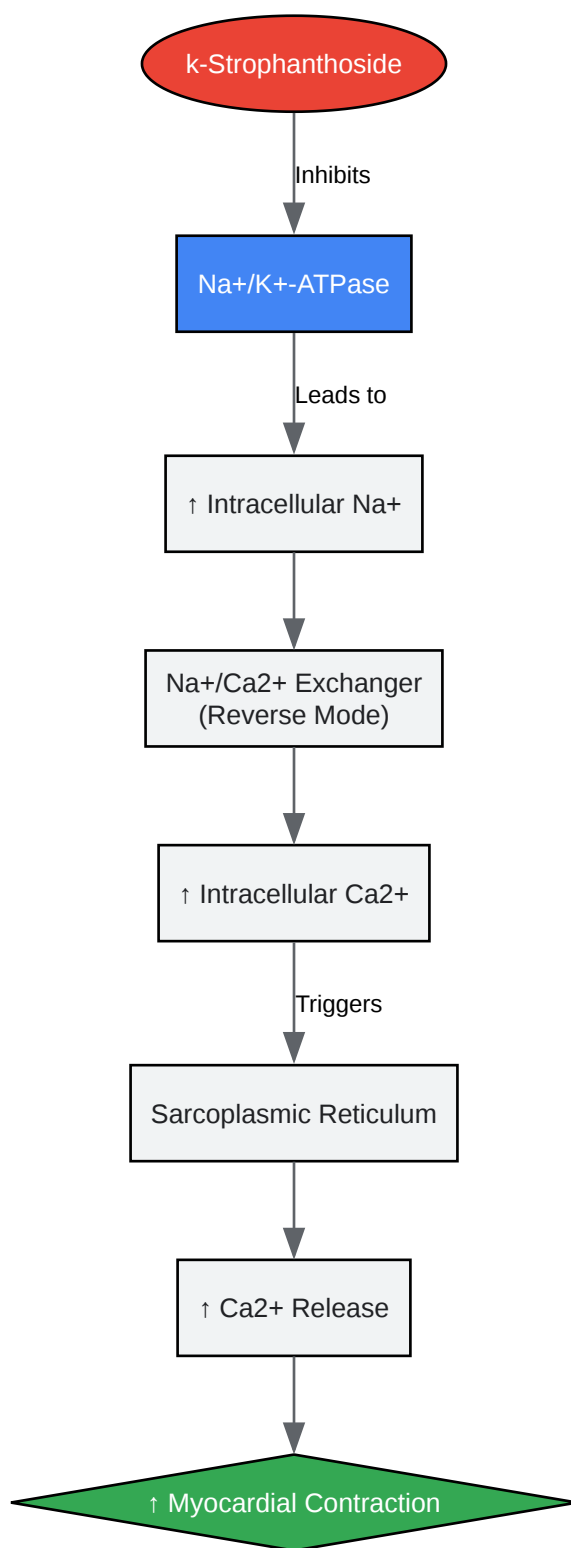 k-Strophanthoside
Inhibits
Na+/K+-ATPase
Leads to
↑ Intracellular Na+
Na+/Ca2+ Exchanger
(Reverse Mode)
↑ Intracellular Ca2+
Triggers
Sarcoplasmic Reticulum
↑ Ca2+ Release
↑ Myocardial Contraction